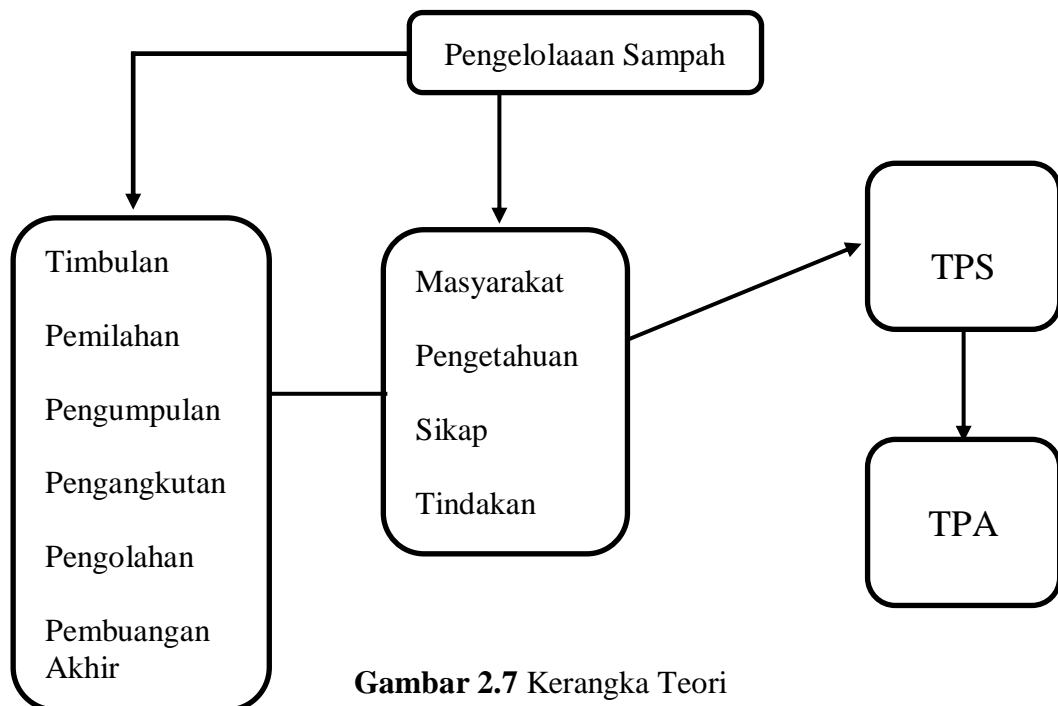 Pengelolaaan Sampah
Timbulan
Pemilahan
Pengumpulan
Pengangkutan
Pengolahan
Pembuangan
Akhir
Masyarakat
Pengetahuan
Sikap
Tindakan
TPS
TPA
Gambar 2.7 Kerangka Teori